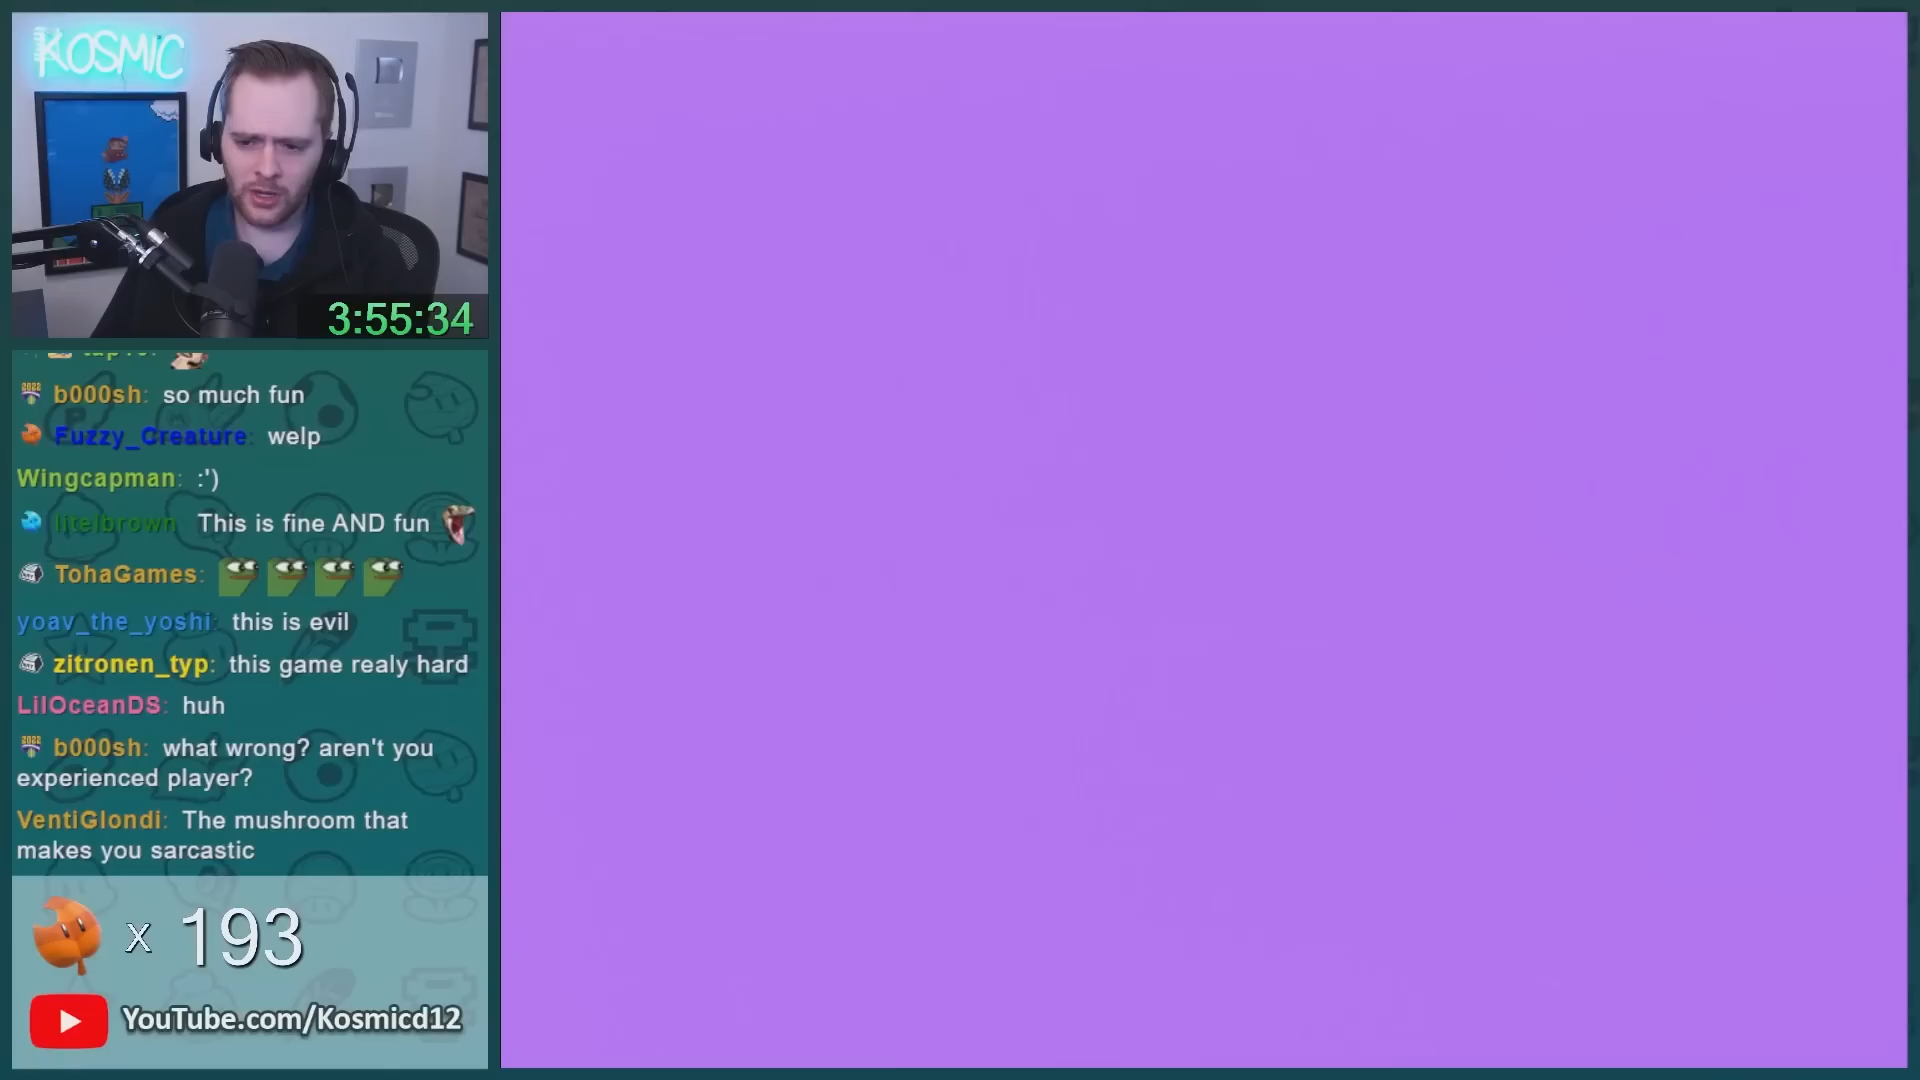 KOSMIC
3:55:34
b000sh: so much fun
Fuzzy_Creature: welp
Wingcapman: :')
litelbrown This is fine AND fun
TohaGames:
yoav_the_yoshi: this is evil
zitronen_typ: this game realy hard
LilOceanDS: huh
b000sh: what wrong? aren't you
experienced player?
VentiGlondi: The mushroom that
makes you sarcastic
x 193
YouTube.com/Kosmicd12